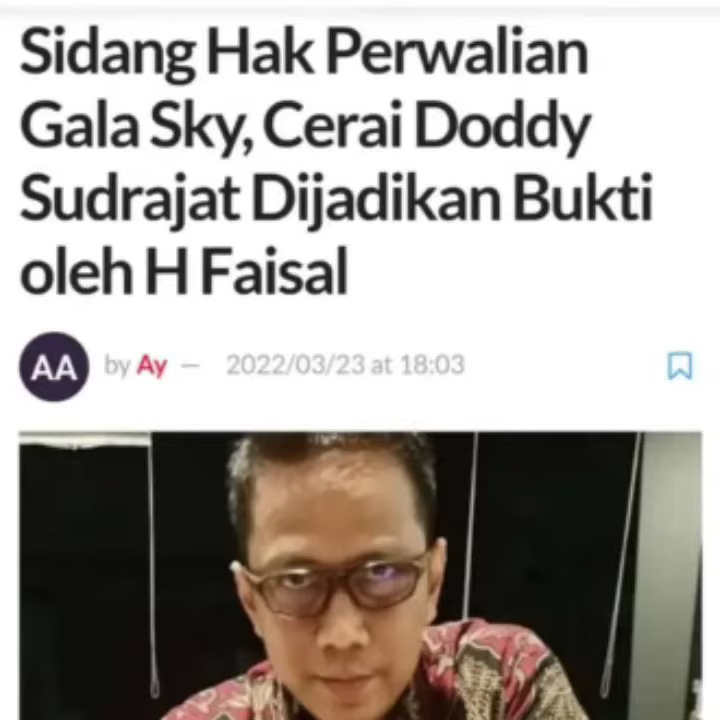 Sidang Hak Perwalian
Gala Sky, Cerai Doddy
Sudrajat Dijadikan Bukti
oleh H Faisal
AA by Ay — 2022/03/23 at 18:03